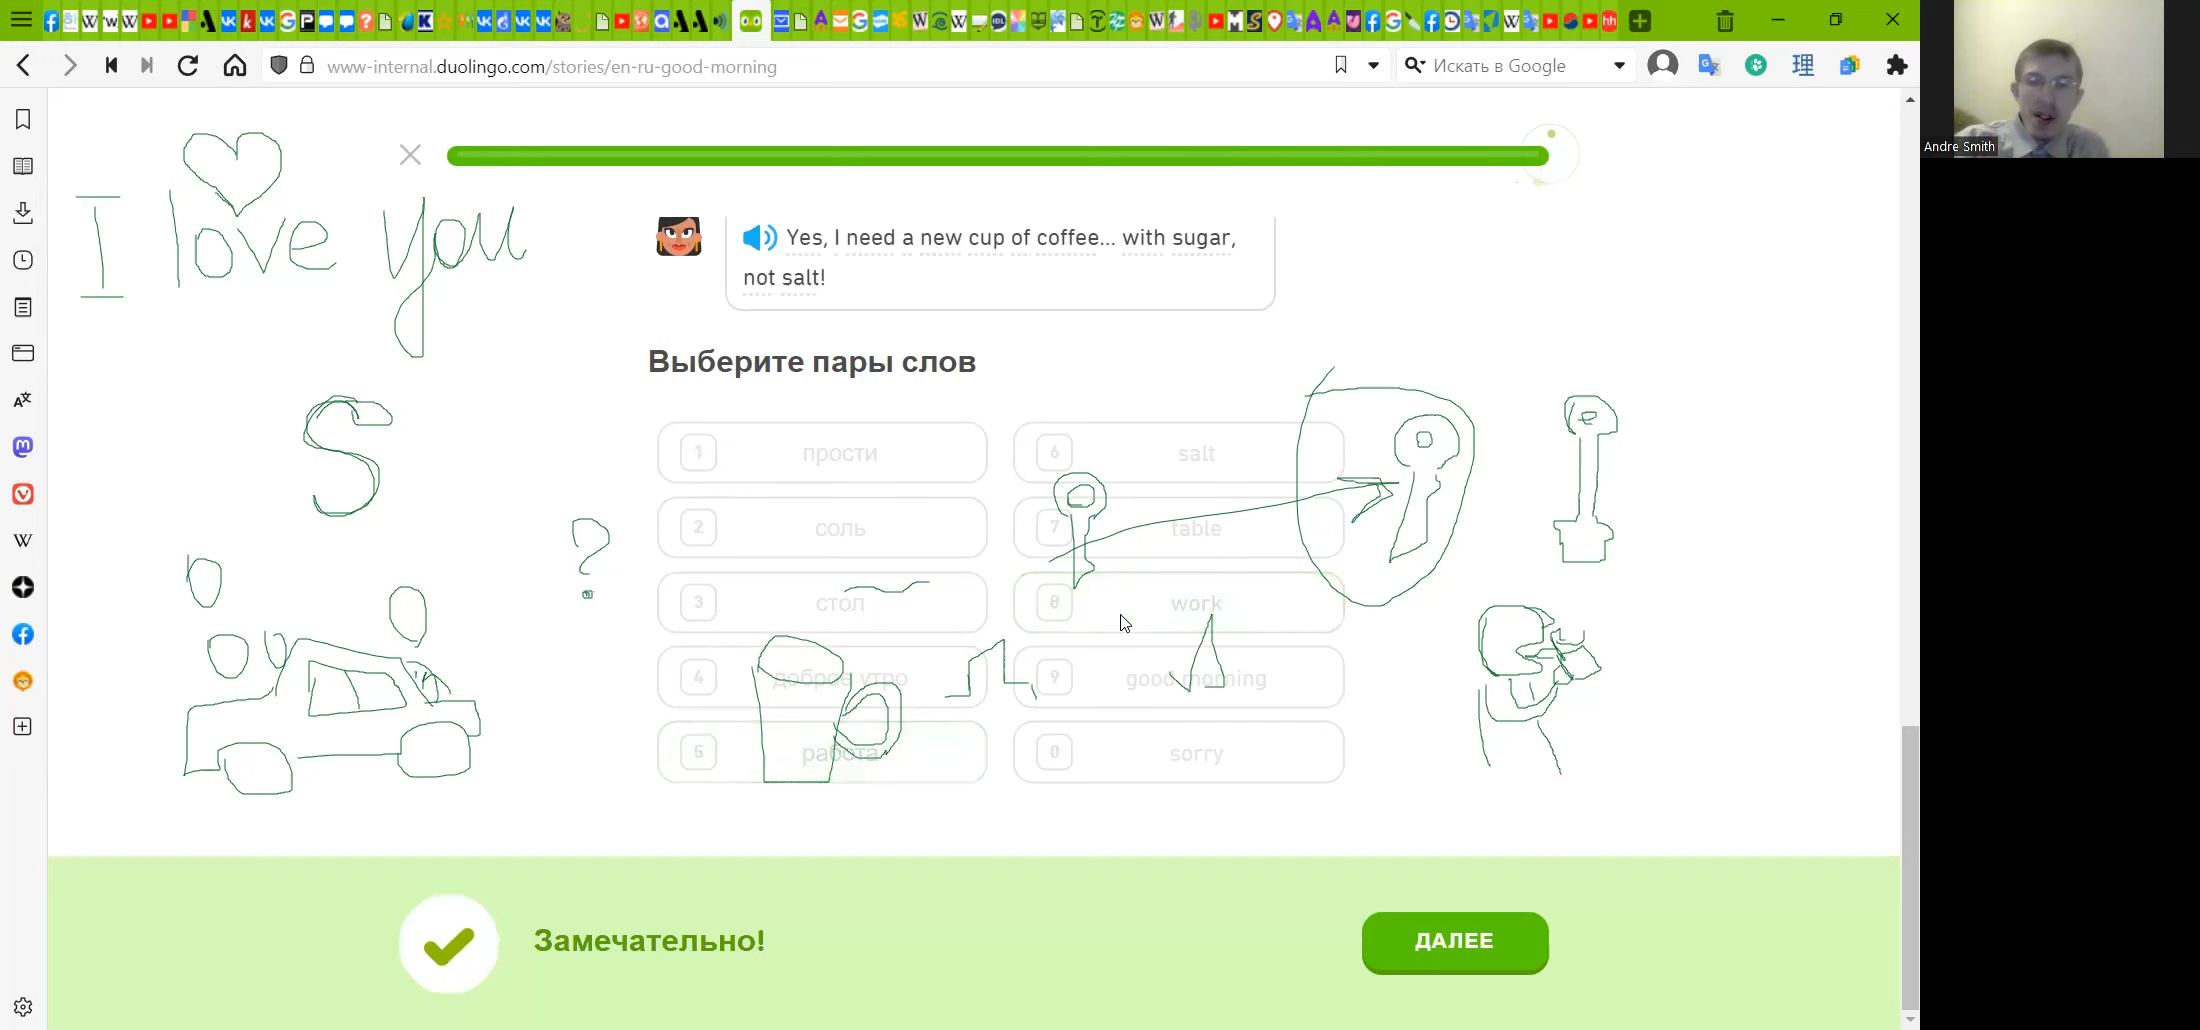 www-internal.duolingo.com/stories/en-ru-good-morning
Искать в Google
Andre Smith
I love you
Yes, I need a new cup of coffee... with sugar,
not salt!
Выберите пары слов
S
?
1 прости
6 salt
2 соль
7 table
3 стол
8 work
4 доброе утро
9 good morning
5 работа
0 sorry
Замечательно!
ДАЛЕЕ